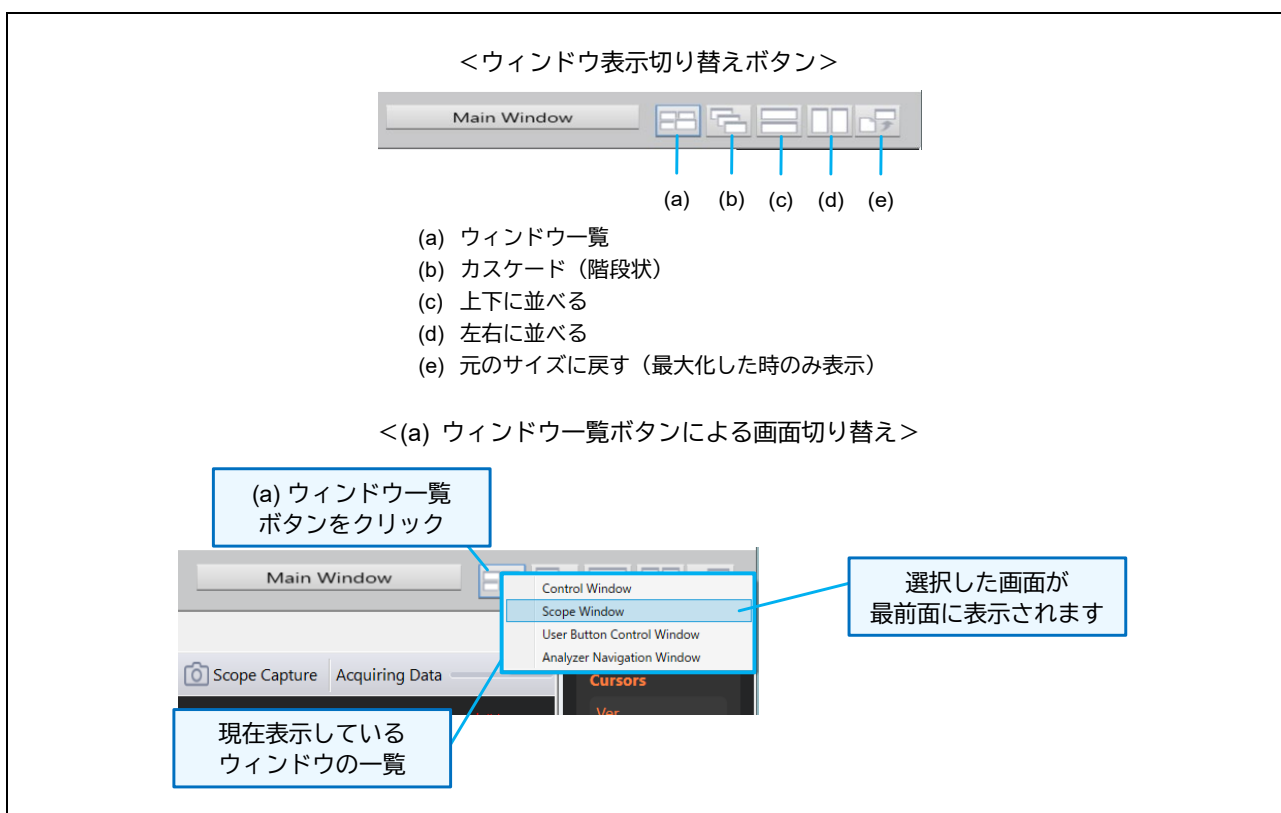 ＜ウィンドウ表示切り替えボタン＞
Main Window
(a) (b) (c) (d) (e)
(a) ウィンドウ一覧
(b) カスケード（階段状）
(c) 上下に並べる
(d) 左右に並べる
(e) 元のサイズに戻す（最大化した時のみ表示）
＜(a) ウィンドウ一覧ボタンによる画面切り替え＞
(a) ウィンドウ一覧
ボタンをクリック
Main Window
Control Window
Scope Window
User Button Control Window
Analyzer Navigation Window
選択した画面が
最前面に表示されます
Scope Capture Acquiring Data
Cursors
Ver
現在表示している
ウィンドウの一覧